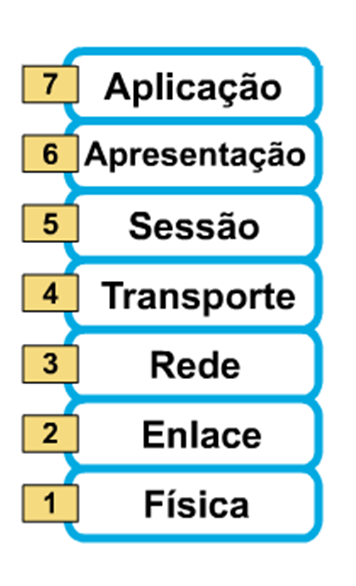 7 Aplicação
6 Apresentação
5 Sessão
4 Transporte
3 Rede
2 Enlace
1 Física